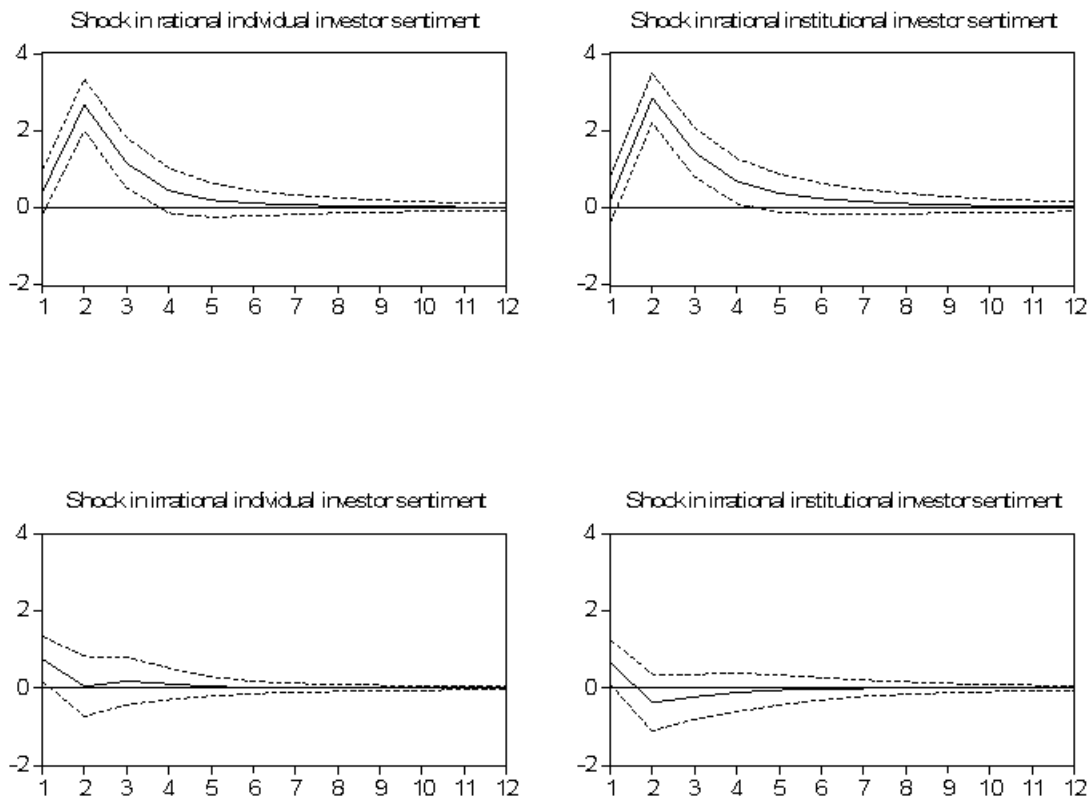 Shock in rational individual investor sentiment
4
2
0
-2
1 2 3 4 5 6 7 8 9 10 11 12
Shock in rational institutional investor sentiment
4
2
0
-2
1 2 3 4 5 6 7 8 9 10 11 12
Shock in irrational individual investor sentiment
4
2
0
-2
1 2 3 4 5 6 7 8 9 10 11 12
Shock in irrational institutional investor sentiment
4
2
0
-2
1 2 3 4 5 6 7 8 9 10 11 12